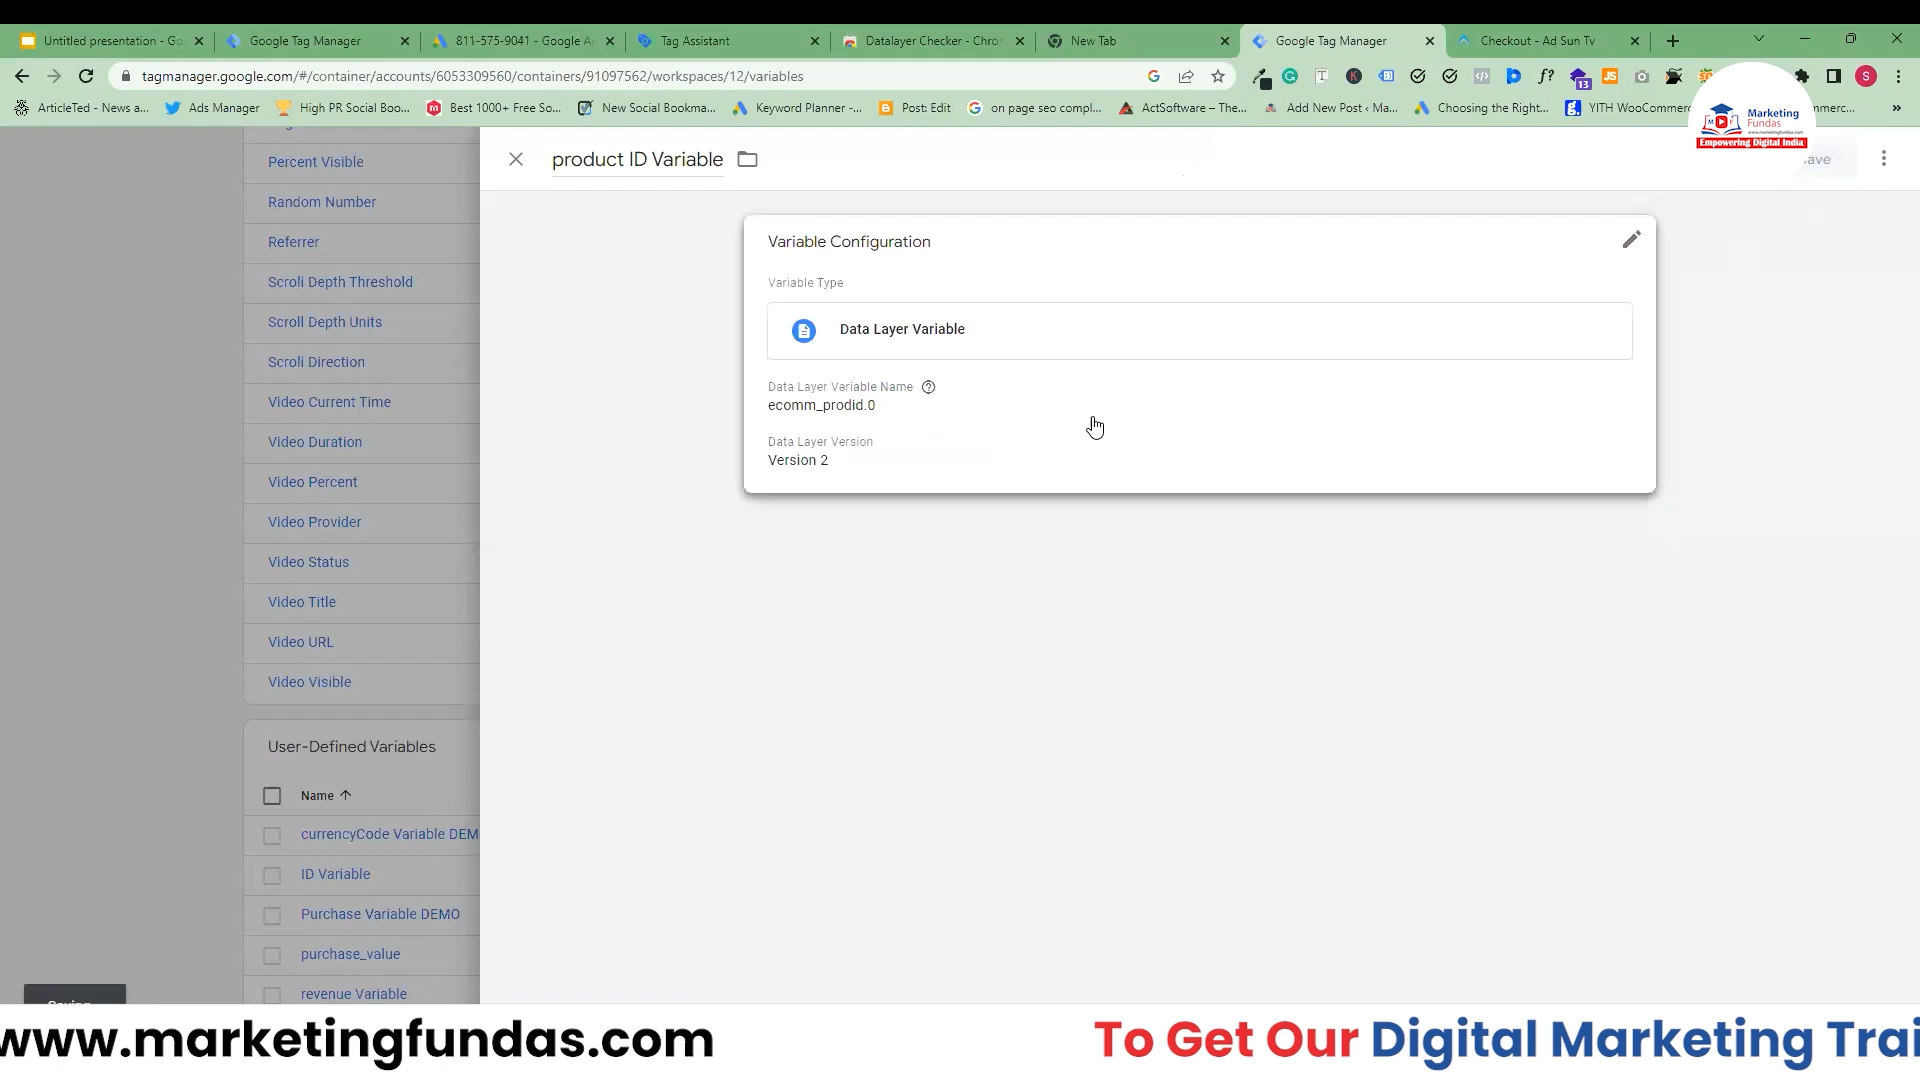 Untitled presentation - Go
Google Tag Manager
811-575-9041 - Google A
Tag Assistant
Datalayer Checker - Chro
New Tab
Google Tag Manager
Checkout - Ad Sun Tv
tagmanager.google.com/#/container/accounts/6053309560/containers/91097562/workspaces/12/variables
13
S
ArticleTed - News a...
Ads Manager
High PR Social Boo...
Best 1000+ Free So...
New Social Bookma...
Keyword Planner -...
Post: Edit
on page seo compl...
ActSoftware – The...
Add New Post ‹ Ma...
Choosing the Right...
YITH WooCommerc
mmerc...
Marketing
Fundas
www.marketingfundas.com
Empowering Digital India
product ID Variable
ave
Percent Visible
Random Number
Referrer
Scroll Depth Threshold
Scroll Depth Units
Scroll Direction
Video Current Time
Video Duration
Video Percent
Video Provider
Video Status
Video Title
Video URL
Video Visible
User-Defined Variables
Name
currencyCode Variable DEM
ID Variable
Purchase Variable DEMO
purchase_value
revenue Variable
Variable Configuration
Variable Type
Data Layer Variable
Data Layer Variable Name
ecomm_prodid.0
Data Layer Version
Version 2
www.marketingfundas.com
To Get Our Digital Marketing Trai